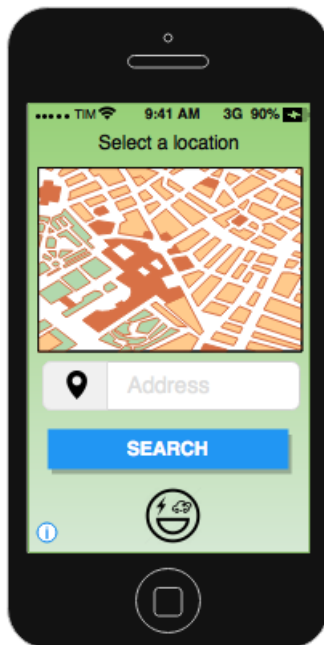 TIM 9:41 AM 3G 90%
Select a location
Address
SEARCH
i